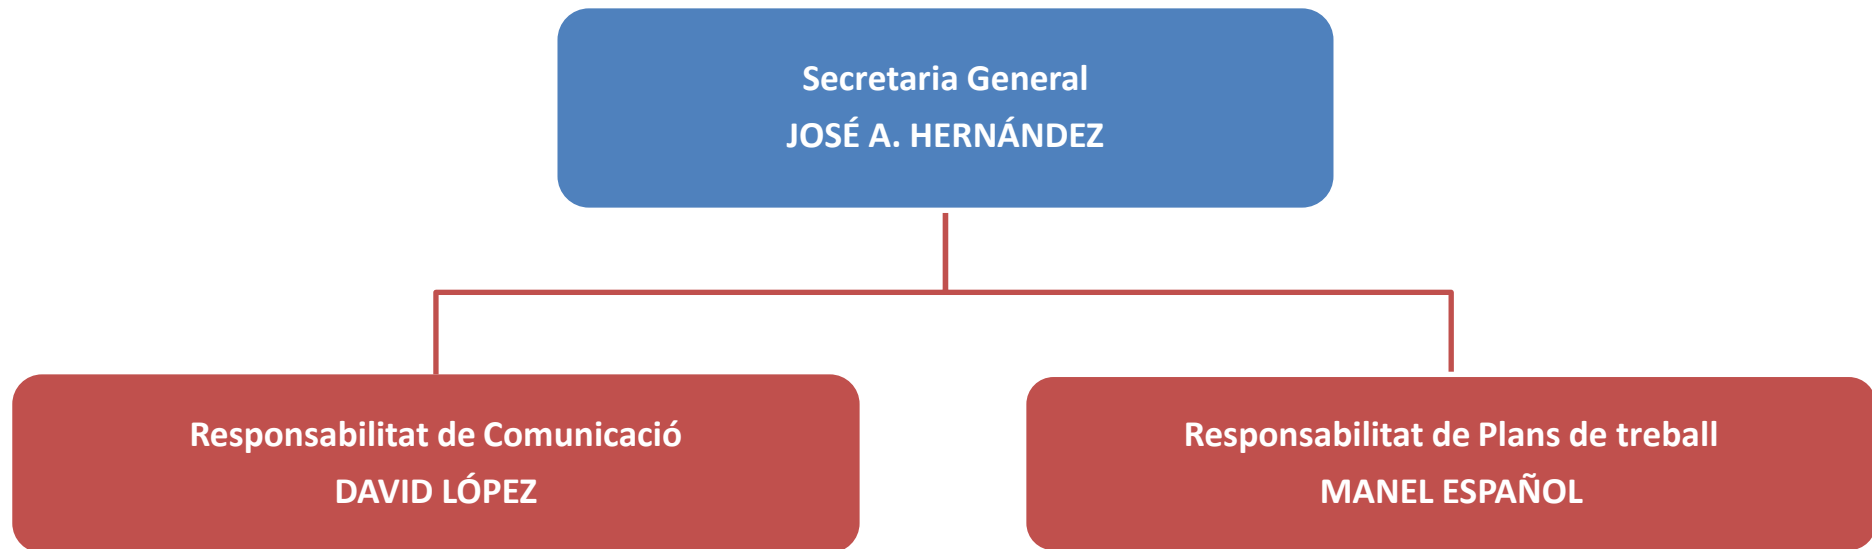 Secretaria General
JOSÉ A. HERNÁNDEZ
Responsabilitat de Comunicació
DAVID LÓPEZ
Responsabilitat de Plans de treball
MANEL ESPAÑOL